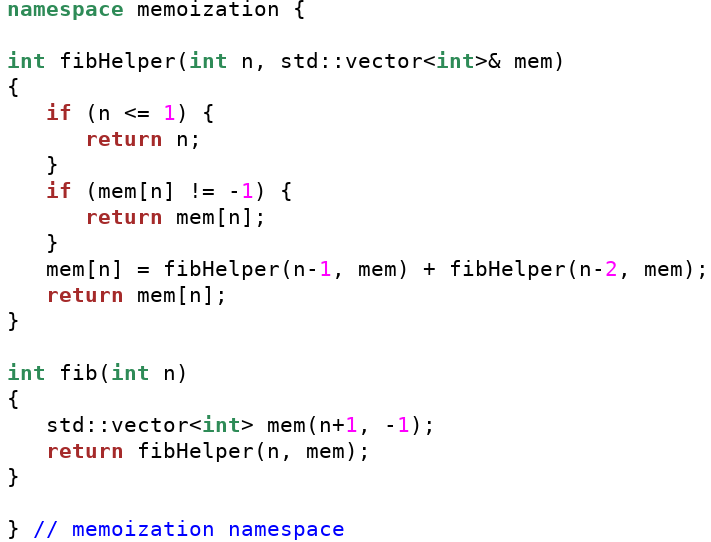 namespace memoization {

int fibHelper(int n, std::vector<int>& mem)
{
   if (n <= 1) {
      return n;
   }
   if (mem[n] != -1) {
      return mem[n];
   }
   mem[n] = fibHelper(n-1, mem) + fibHelper(n-2, mem);
   return mem[n];
}

int fib(int n)
{
   std::vector<int> mem(n+1, -1);
   return fibHelper(n, mem);
}

} // memoization namespace